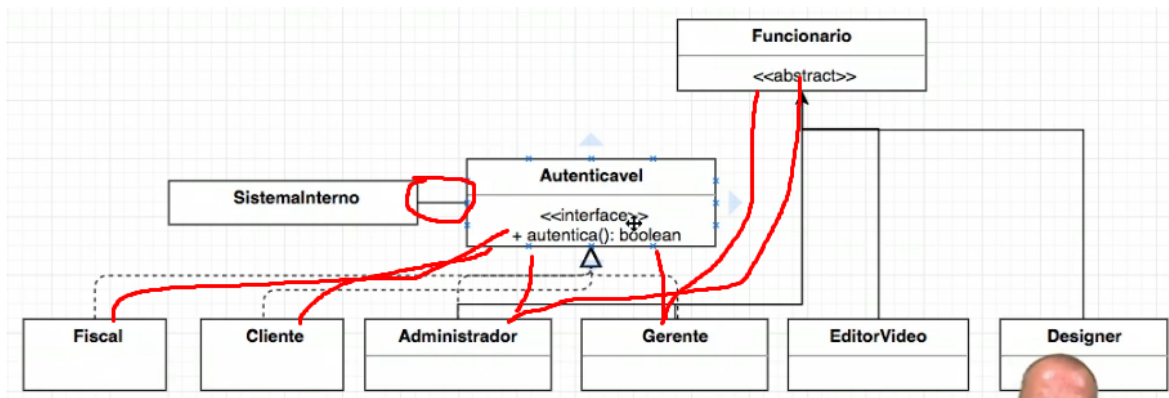 Funcionario
<<abstract>>
Autenticavel
SistemaInterno
<<interface>>
+ autentica(): boolean
Fiscal
Cliente
Administrador
Gerente
EditorVideo
Designer